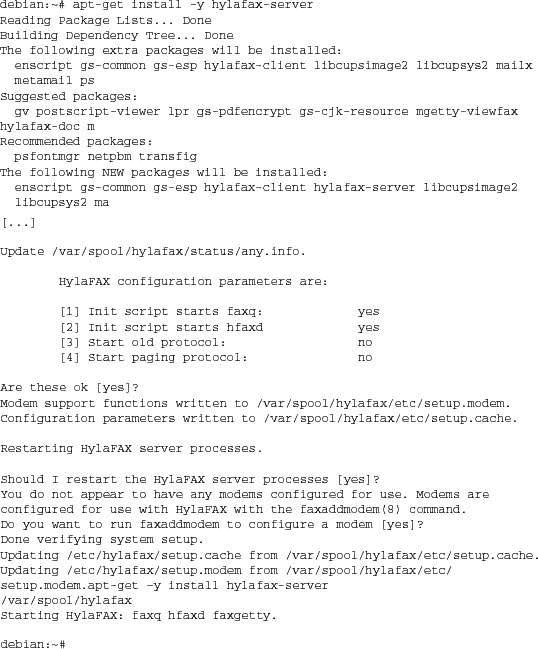 debian:~# apt-get install -y hylafax-server
Reading Package Lists... Done
Building Dependency Tree... Done
The following extra packages will be installed:
  enscript gs-common gs-esp hylafax-client libcupsimage2 libcupsys2 mailx
  metamail ps
Suggested packages:
  gv postscript-viewer lpr gs-pdfencrypt gs-cjk-resource mgetty-viewfax
hylafax-doc m
Recommended packages:
  psfontmgr netpbm transfig
The following NEW packages will be installed:
  enscript gs-common gs-esp hylafax-client hylafax-server libcupsimage2
  libcupsys2 ma
[...]
Update /var/spool/hylafax/status/any.info.
        HylaFAX configuration parameters are:
        [1] Init script starts faxq:             yes
        [2] Init script starts hfaxd             yes
        [3] Start old protocol:                  no
        [4] Start paging protocol:               no
Are these ok [yes]?
Modem support functions written to /var/spool/hylafax/etc/setup.modem.
Configuration parameters written to /var/spool/hylafax/etc/setup.cache.
Restarting HylaFAX server processes.
Should I restart the HylaFAX server processes [yes]?
You do not appear to have any modems configured for use. Modems are
configured for use with HylaFAX with the faxaddmodem(8) command.
Do you want to run faxaddmodem to configure a modem [yes]?
Done verifying system setup.
Updating /etc/hylafax/setup.cache from /var/spool/hylafax/etc/setup.cache.
Updating /etc/hylafax/setup.modem from /var/spool/hylafax/etc/
setup.modem.apt-get -y install hylafax-server
/var/spool/hylafax
Starting HylaFAX: faxq hfaxd faxgetty.
debian:~#